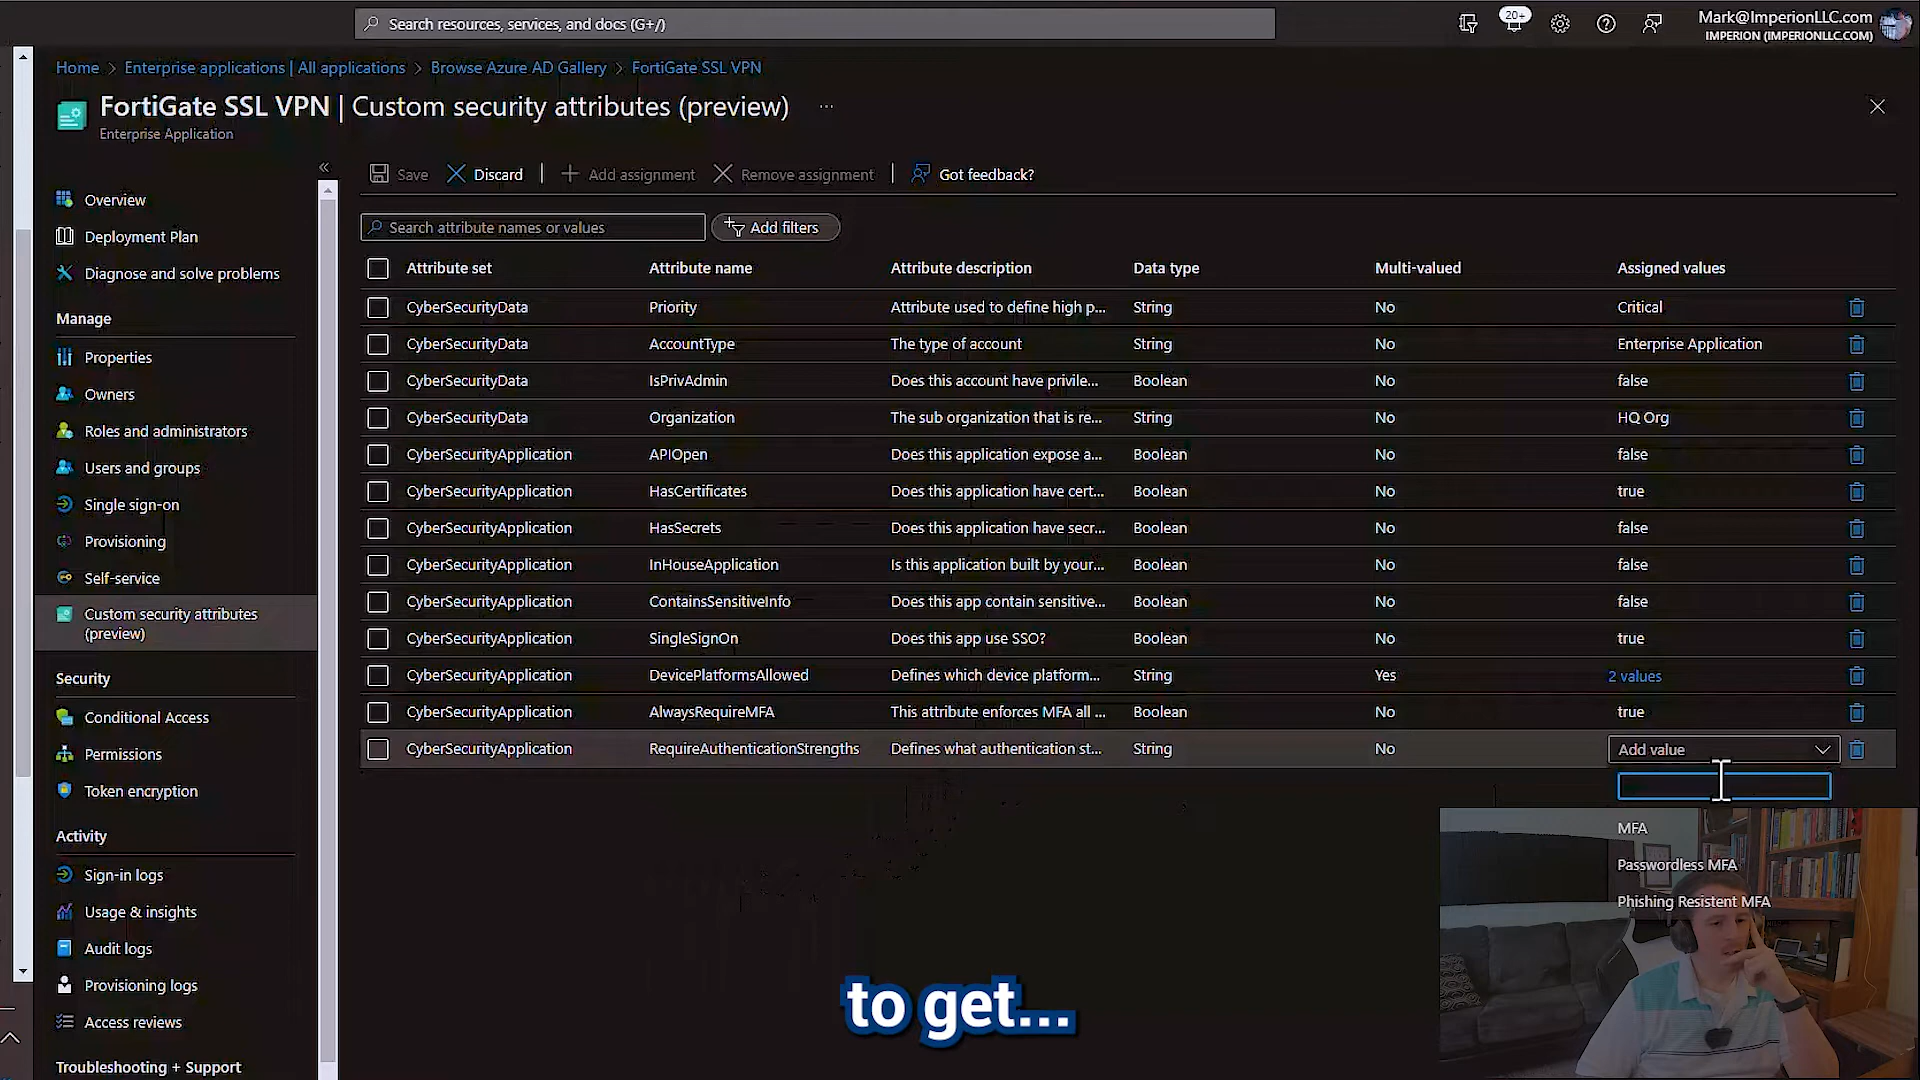 Search resources, services, and docs (G+/)
20+
Mark@ImperionLLC.com
IMPERION (IMPERIONLLC.COM)
Home > Enterprise applications | All applications > Browse Azure AD Gallery > FortiGate SSL VPN
FortiGate SSL VPN | Custom security attributes (preview) ...
Enterprise Application
Save Discard | Add assignment Remove assignment | Got feedback?
Search attribute names or values Add filters
Overview
Deployment Plan
Diagnose and solve problems
Manage
Properties
Owners
Roles and administrators
Users and groups
Single sign-on
Provisioning
Self-service
Custom security attributes
(preview)
Security
Conditional Access
Permissions
Token encryption
Activity
Sign-in logs
Usage & insights
Audit logs
Provisioning logs
Access reviews
Troubleshooting + Support
Attribute set Attribute name Attribute description Data type Multi-valued Assigned values
CyberSecurityData Priority Attribute used to define high p... String No Critical
CyberSecurityData AccountType The type of account String No Enterprise Application
CyberSecurityData IsPrivAdmin Does this account have privile... Boolean No false
CyberSecurityData Organization The sub organization that is re... String No HQ Org
CyberSecurityApplication APIOpen Does this application expose a... Boolean No false
CyberSecurityApplication HasCertificates Does this application have cert... Boolean No true
CyberSecurityApplication HasSecrets Does this application have secr... Boolean No false
CyberSecurityApplication InHouseApplication Is this application built by your... Boolean No false
CyberSecurityApplication ContainsSensitiveInfo Does this app contain sensitive... Boolean No false
CyberSecurityApplication SingleSignOn Does this app use SSO? Boolean No true
CyberSecurityApplication DevicePlatformsAllowed Defines which device platform... String Yes 2 values
CyberSecurityApplication AlwaysRequireMFA This attribute enforces MFA all ... Boolean No true
CyberSecurityApplication RequireAuthenticationStrengths Defines what authentication st... String No Add value
MFA
Passwordless MFA
Phishing Resistent MFA
to get...